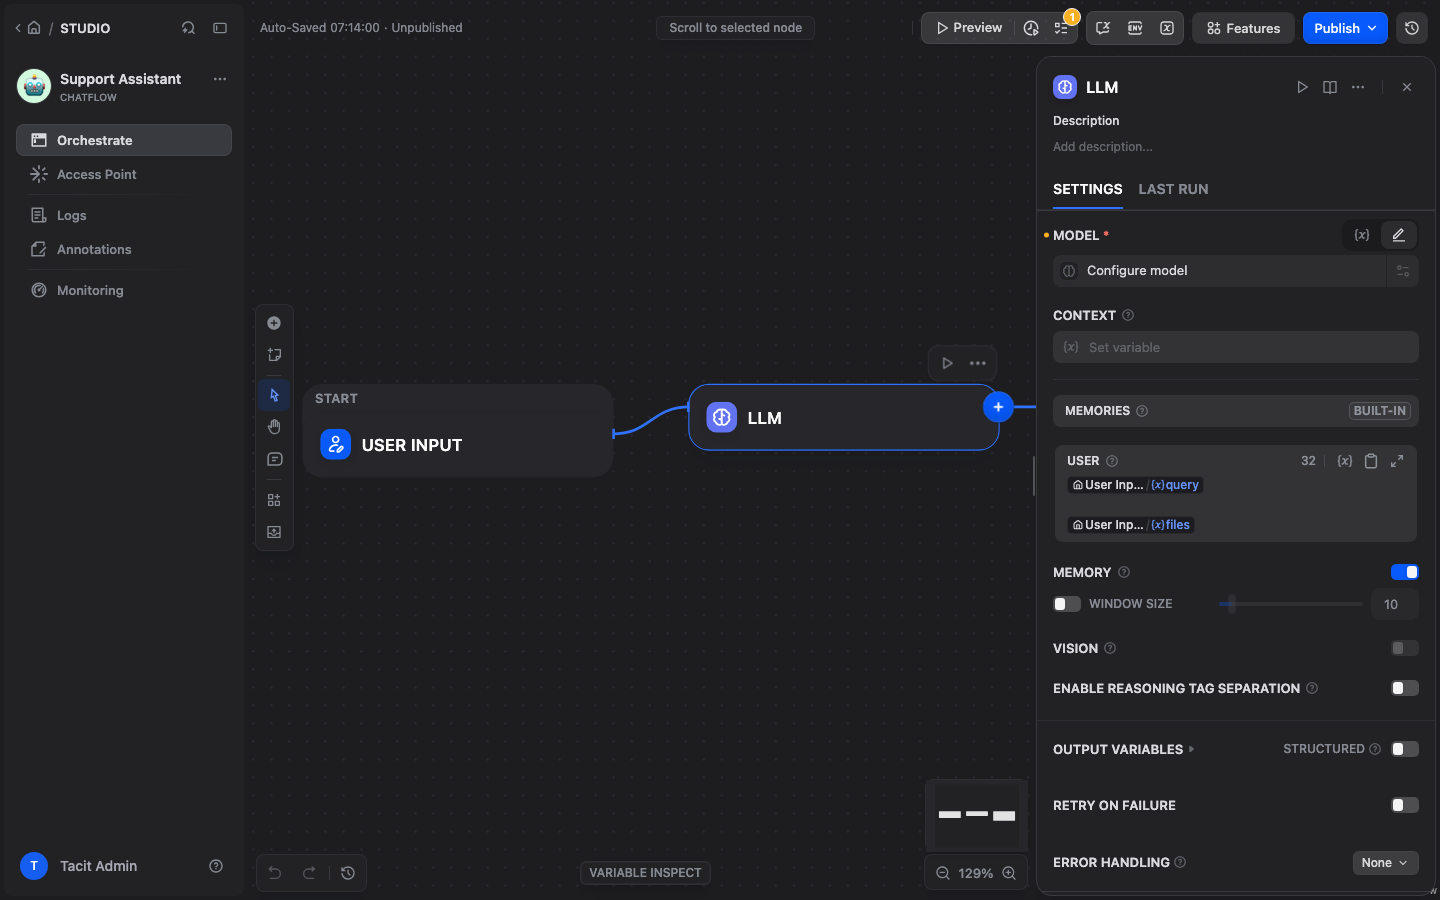 / STUDIO
Support Assistant
CHATFLOW
Orchestrate
Access Point
Logs
Annotations
Monitoring
T Tacit Admin
Auto-Saved 07:14:00 · Unpublished
Scroll to selected node
Preview
1
ENV
Features
Publish
START
USER INPUT
LLM
VARIABLE INSPECT
129%
LLM
Description
Add description...
SETTINGS LAST RUN
MODEL *
{x}
Configure model
CONTEXT
{x} Set variable
MEMORIES BUILT-IN
USER 32 {x}
User Inp... / {x} query
User Inp... / {x} files
MEMORY
WINDOW SIZE 10
VISION
ENABLE REASONING TAG SEPARATION
OUTPUT VARIABLES STRUCTURED
RETRY ON FAILURE
ERROR HANDLING None